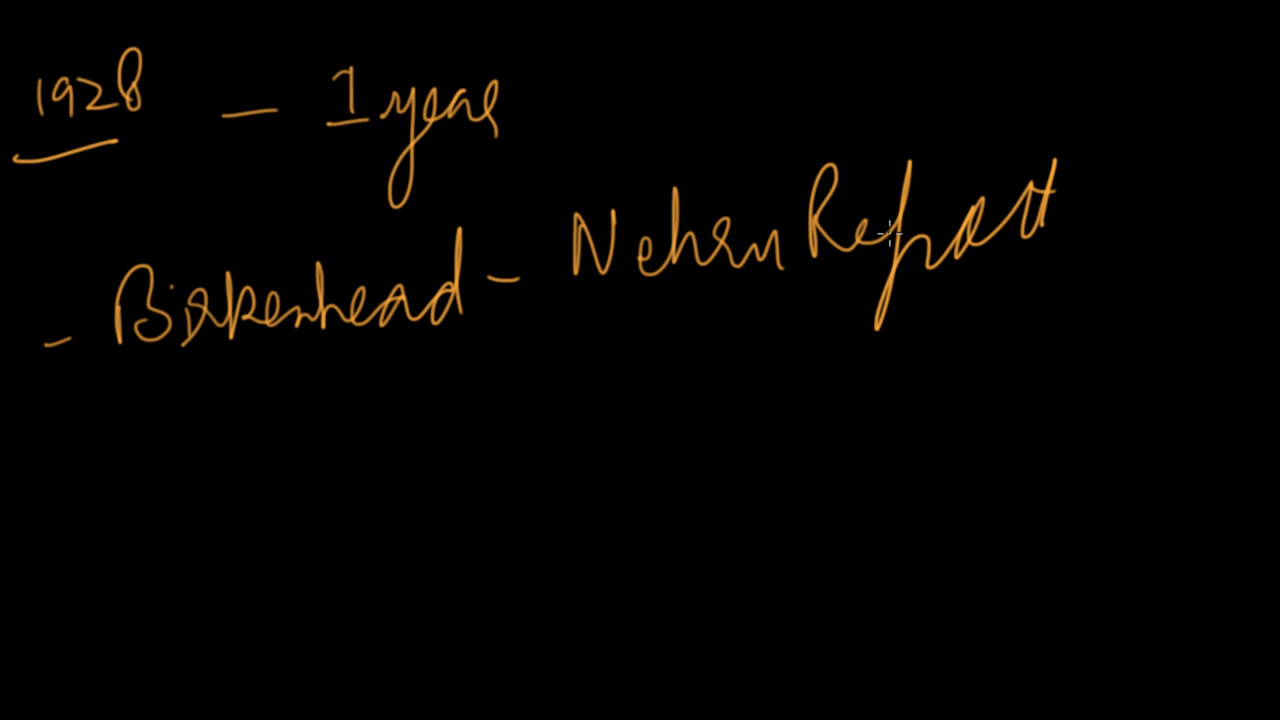 1928 — 1 year
- Birkenhead - Nehru Report